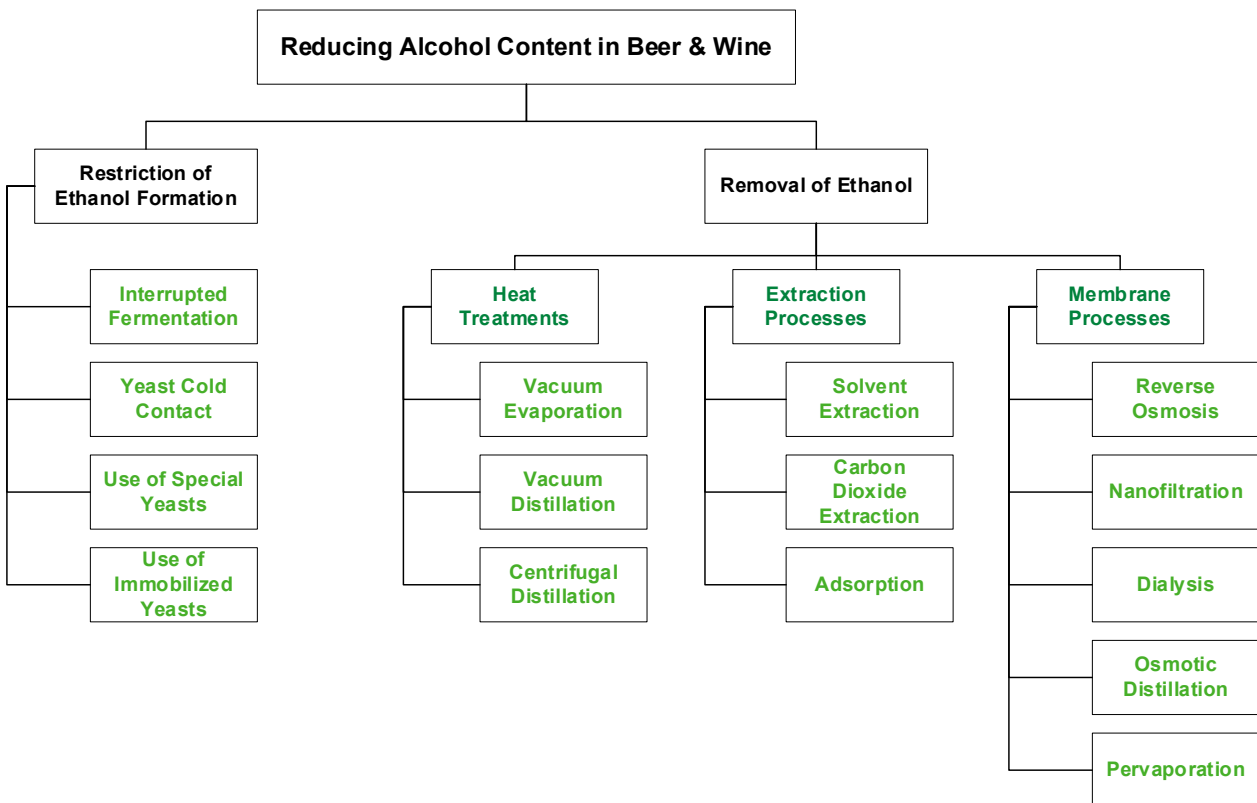 Reducing Alcohol Content in Beer & Wine
Restriction of
Ethanol Formation
Removal of Ethanol
Interrupted
Fermentation
Yeast Cold
Contact
Use of Special
Yeasts
Use of
Immobilized
Yeasts
Heat
Treatments
Vacuum
Evaporation
Vacuum
Distillation
Centrifugal
Distillation
Extraction
Processes
Solvent
Extraction
Carbon
Dioxide
Extraction
Adsorption
Membrane
Processes
Reverse
Osmosis
Nanofiltration
Dialysis
Osmotic
Distillation
Pervaporation